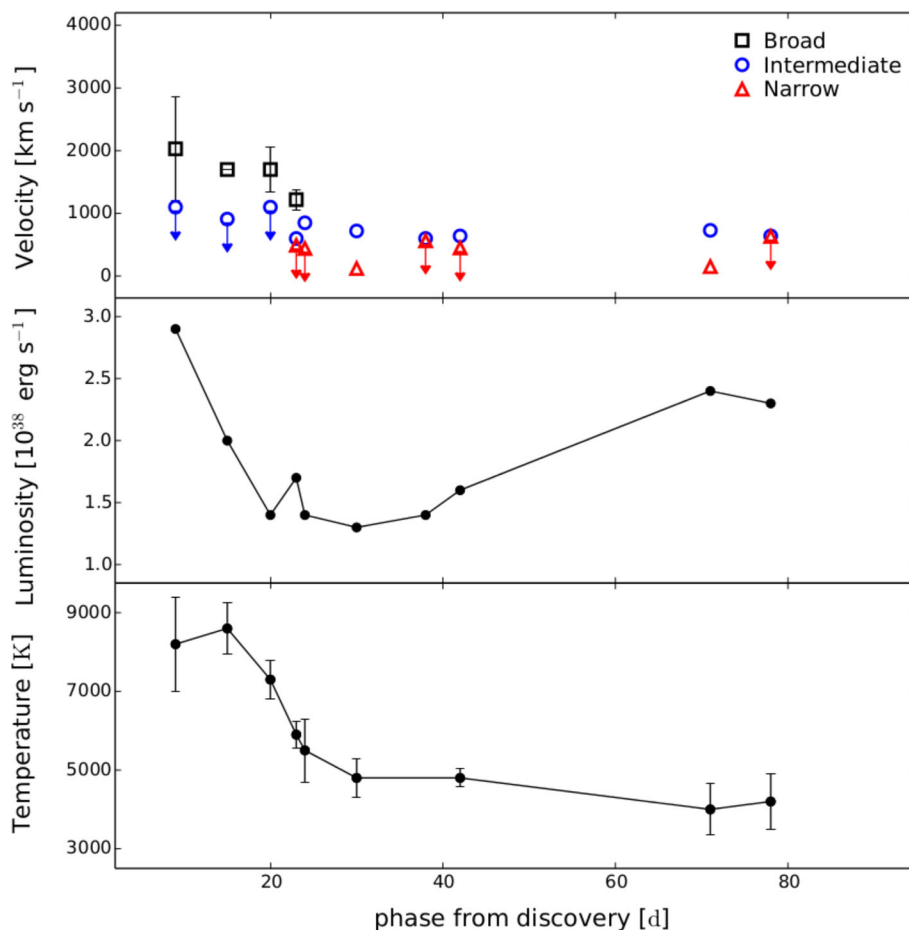 4000
3000
2000
1000
0
Velocity [km s⁻¹]
Broad
Intermediate
Narrow
3.0
2.5
2.0
1.5
1.0
Luminosity [10³⁸ erg s⁻¹]
9000
7000
5000
3000
Temperature [K]
20
40
60
80
phase from discovery [d]